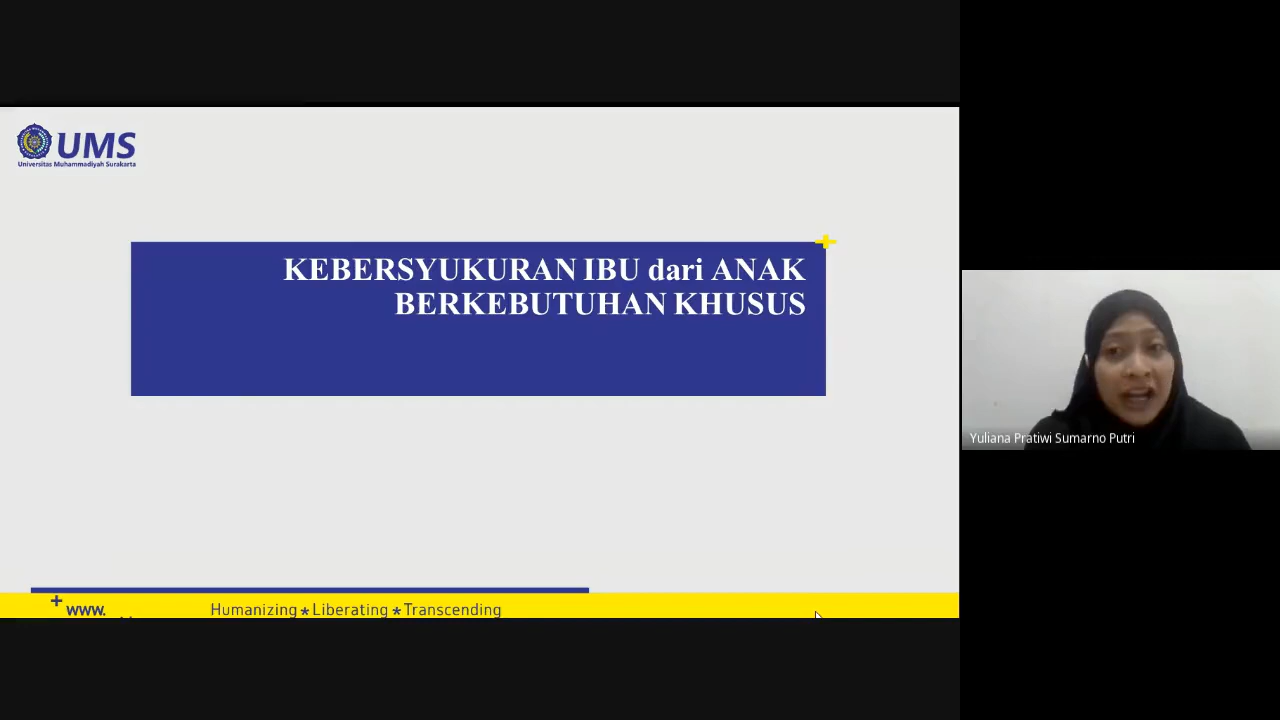 UMS
Universitas Muhammadiyah Surakarta
KEBERSYUKURAN IBU dari ANAK
BERKEBUTUHAN KHUSUS
www.
Humanizing * Liberating * Transcending
Yuliana Pratiwi Sumarno Putri